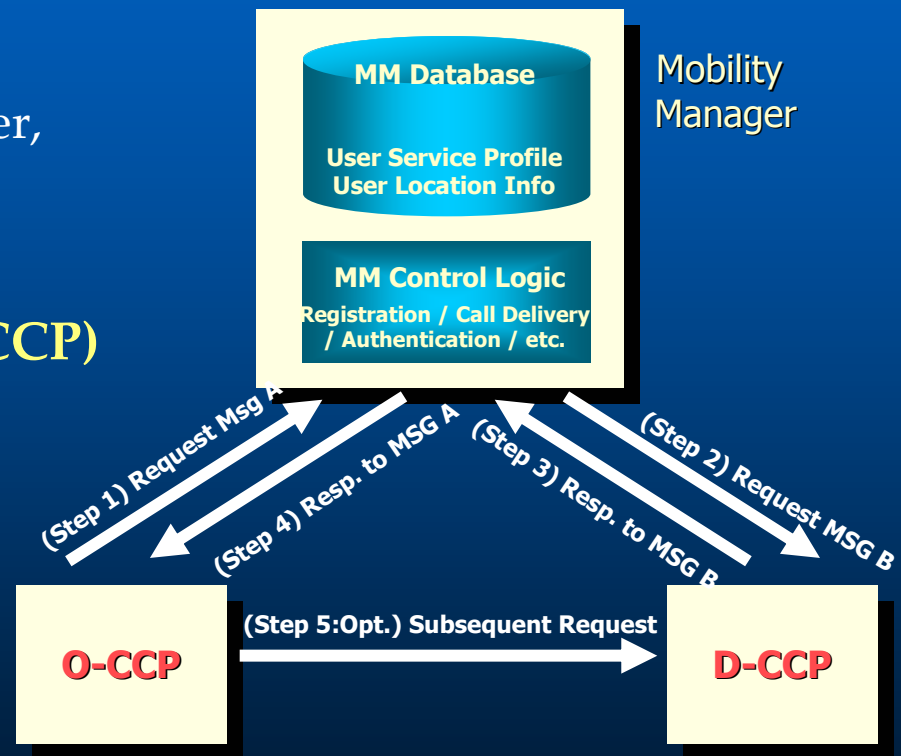 MM Database
Mobility
Manager
er,
User Service Profile
User Location Info
MM Control Logic
Registration / Call Delivery
/ Authentication / etc.
CCP)
(Step 1) Request Msg A
(Step 4) Resp. to MSG A
(Step 3) Resp. to MSG B
(Step 2) Request MSG B
(Step 5:Opt.) Subsequent Request
O-CCP
D-CCP